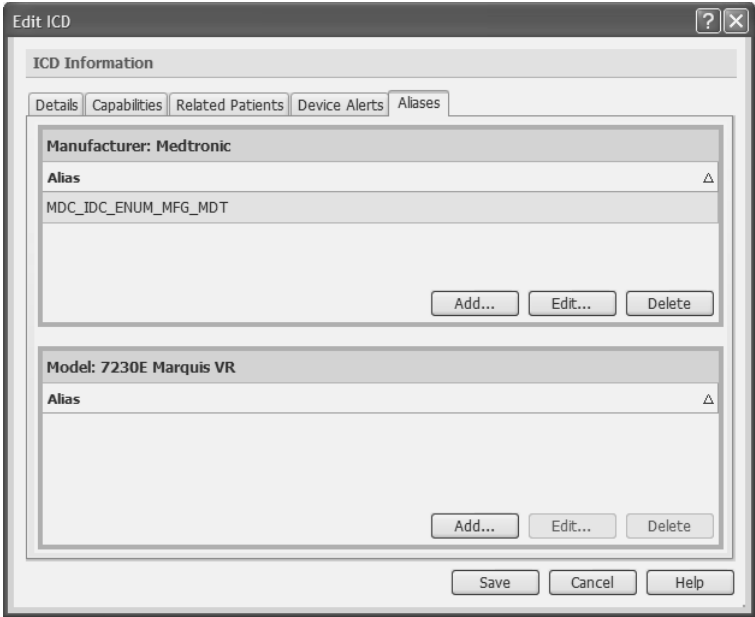 Edit ICD
ICD Information
Details Capabilities Related Patients Device Alerts Aliases
Manufacturer: Medtronic
Alias
MDC_IDC_ENUM_MFG_MDT
Add... Edit... Delete
Model: 7230E Marquis VR
Alias
Add... Edit... Delete
Save Cancel Help